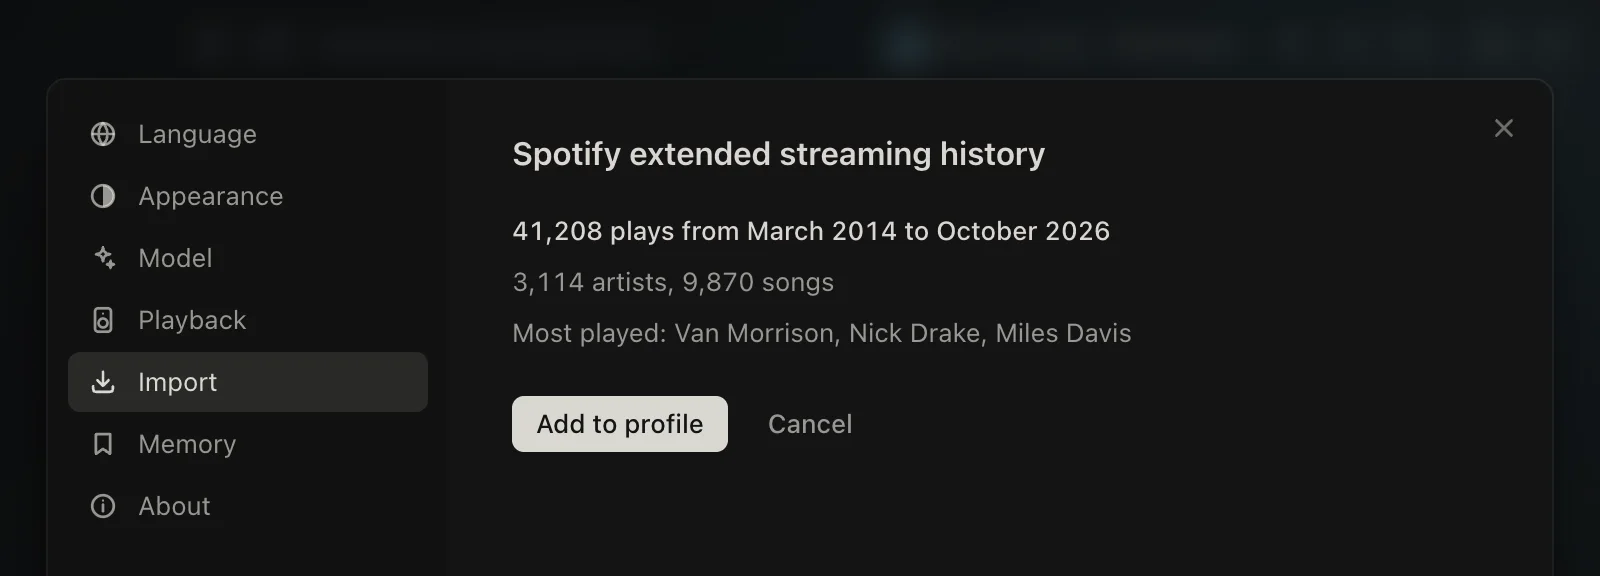 Language
Appearance
Model
Playback
Import
Memory
About
Spotify extended streaming history
41,208 plays from March 2014 to October 2026
3,114 artists, 9,870 songs
Most played: Van Morrison, Nick Drake, Miles Davis
Add to profile
Cancel